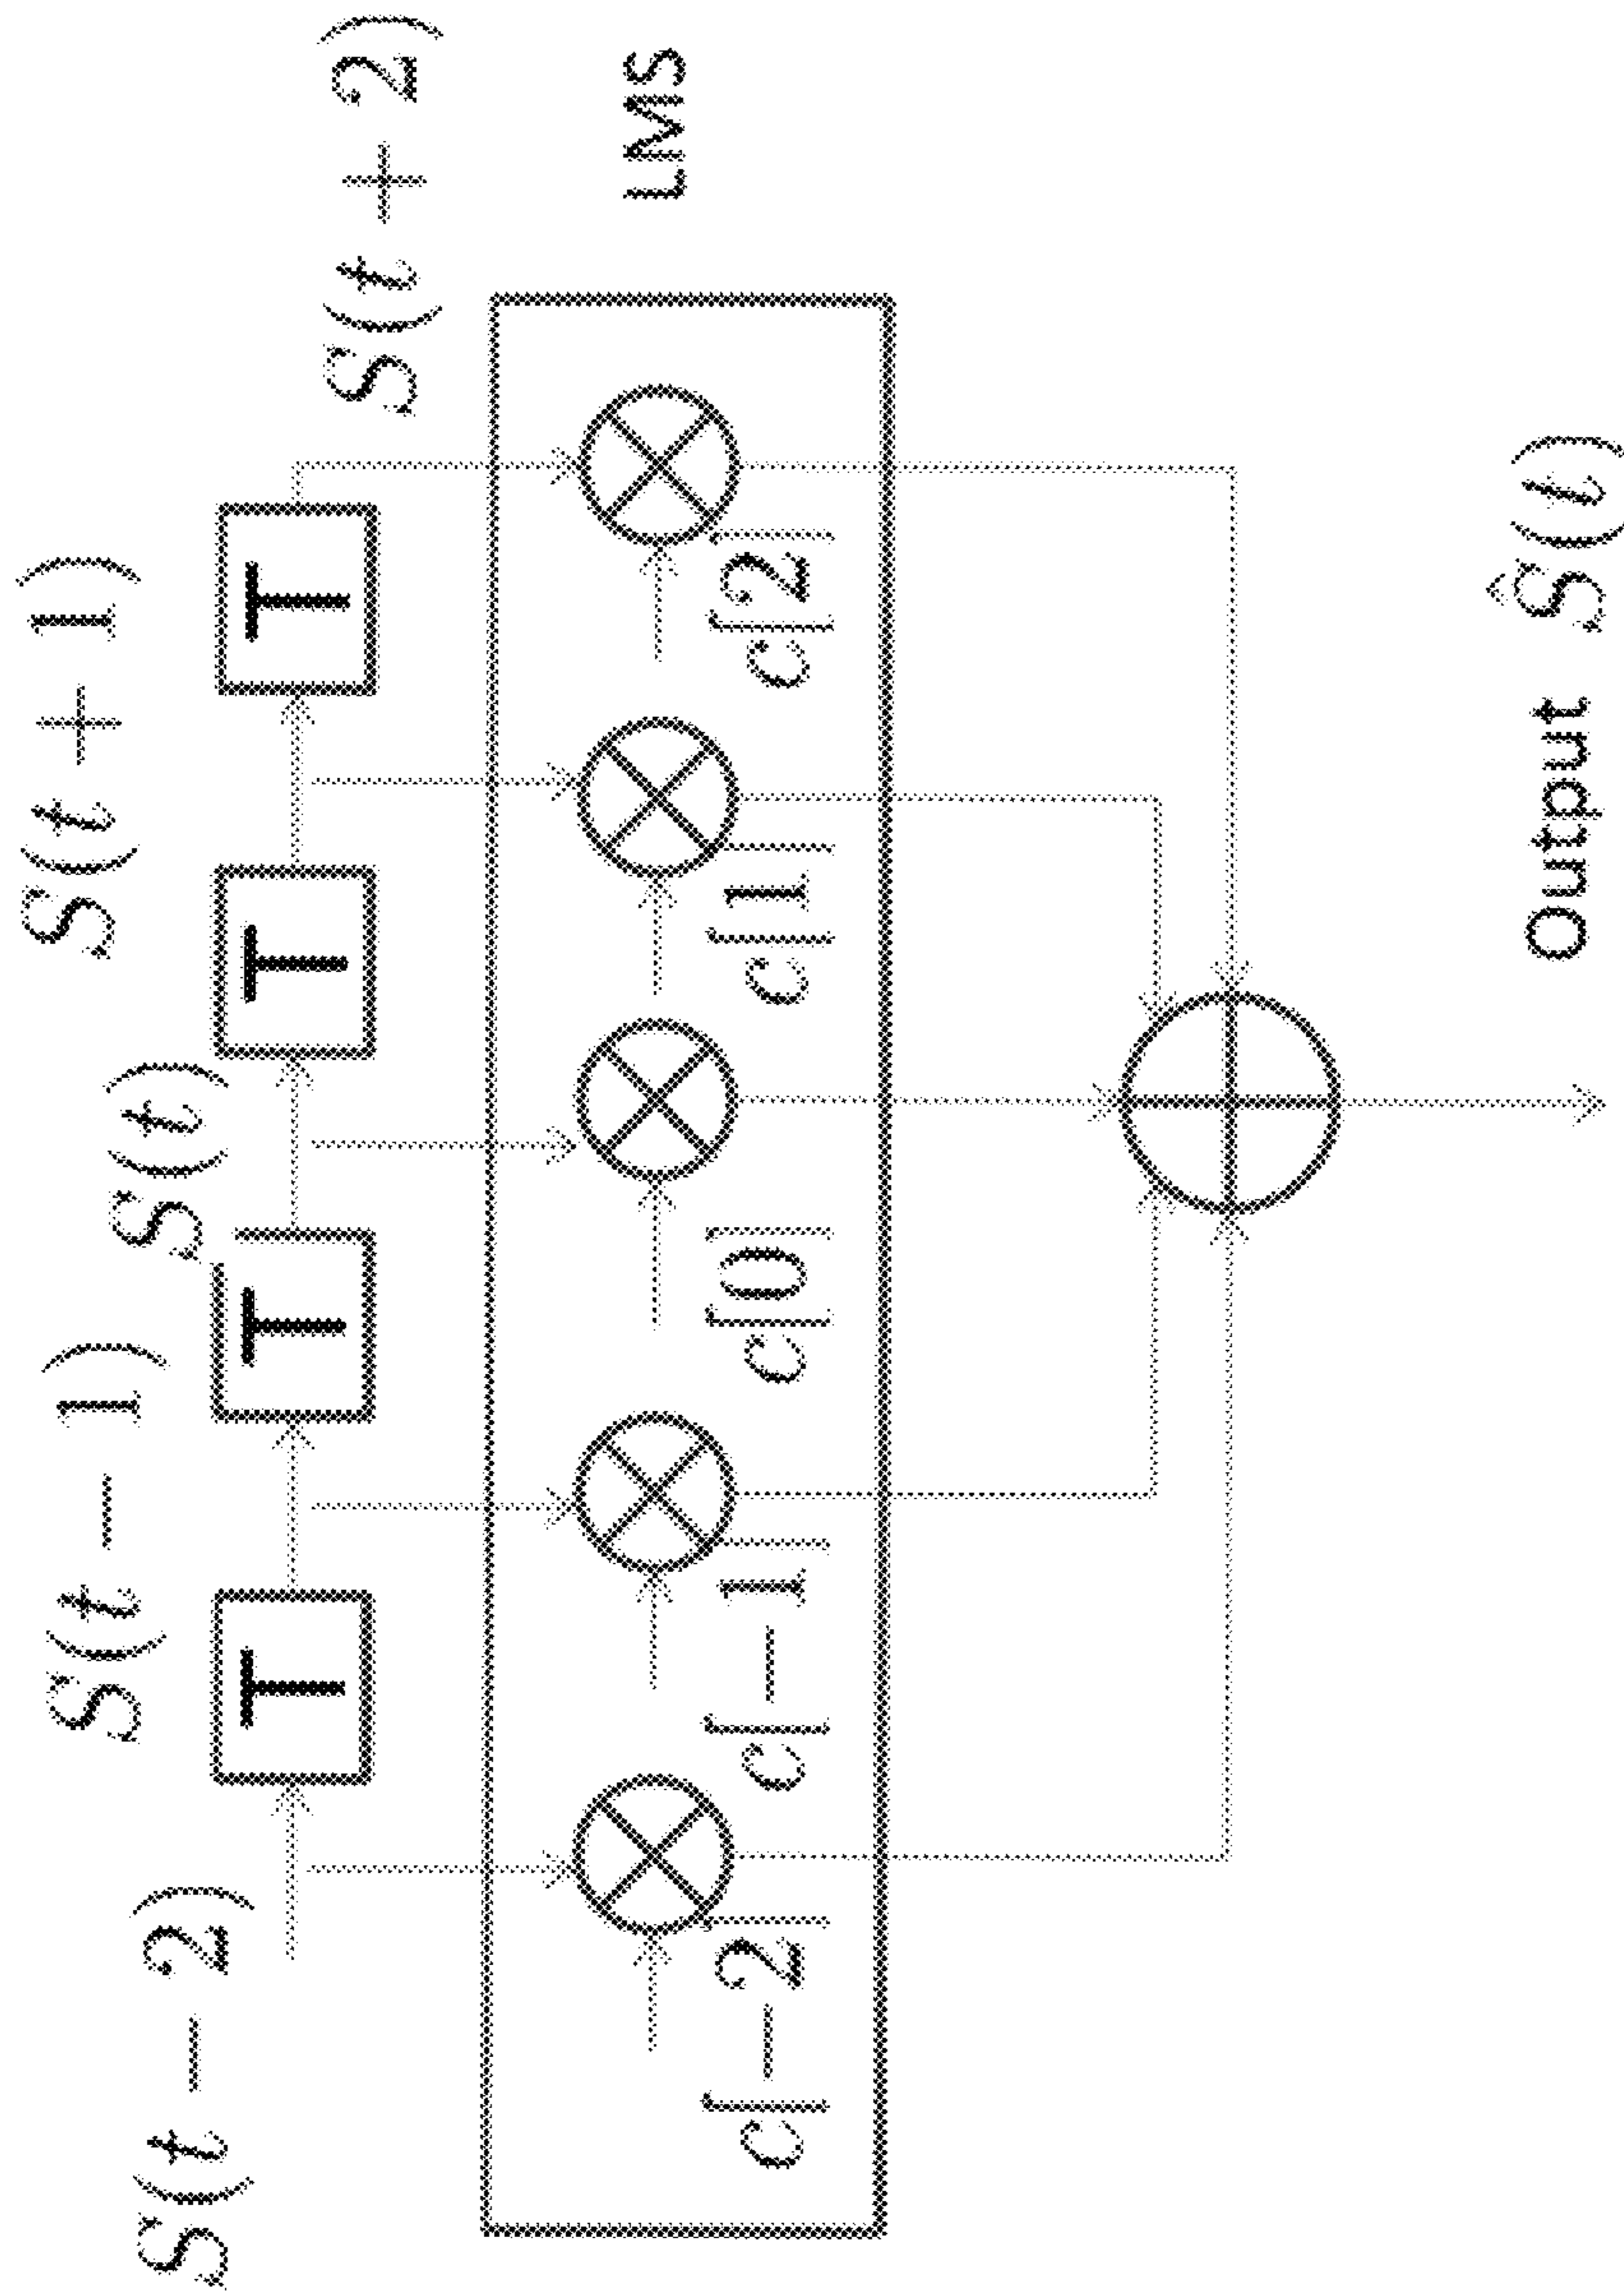 S(t − 2)
S(t − 1)
S(t)
S(t + 1)
S(t + 2)
T
T
T
T
LMS
c[−2]
c[−1]
c[0]
c[1]
c[2]
Output Ŝ(t)